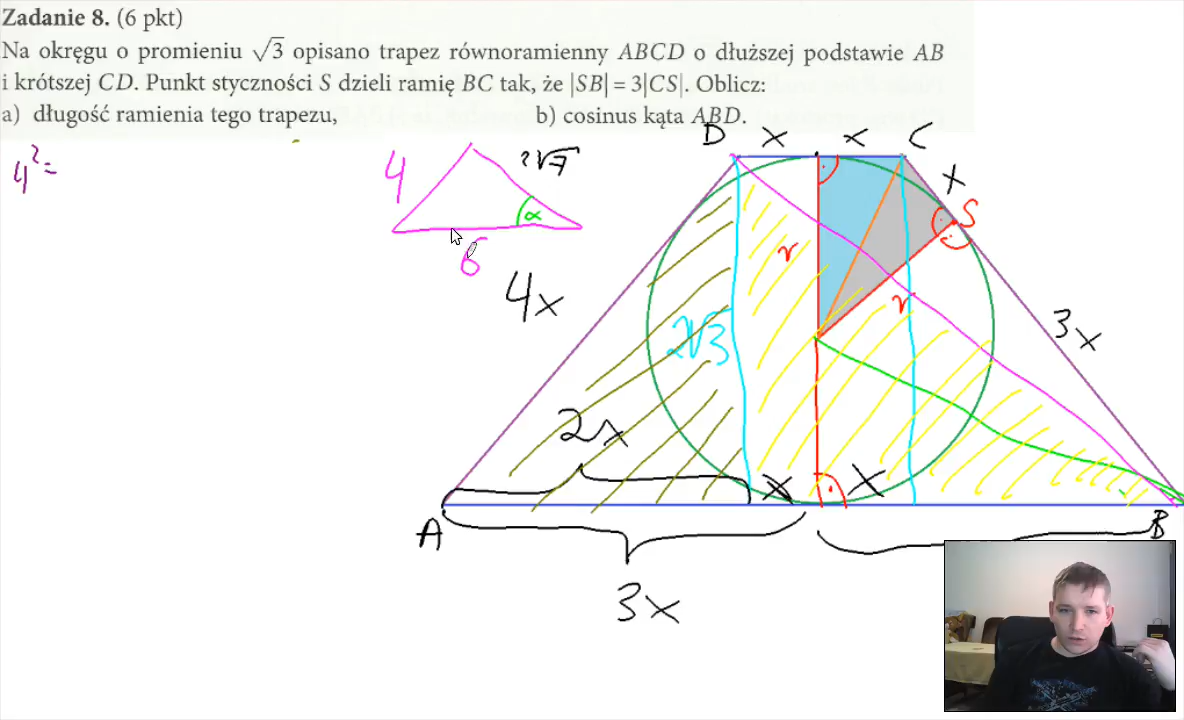 Zadanie 8. (6 pkt)
Na okręgu o promieniu √3 opisano trapez równoramienny ABCD o dłuższej podstawie AB
i krótszej CD. Punkt styczności S dzieli ramię BC tak, że |SB| = 3|CS|. Oblicz:
a) długość ramienia tego trapezu, b) cosinus kąta ABD.
4²=
4
2√7
α
6
D x x C
x
S
r
r
4x
3x
2√3
2x
x x
A
B
3x